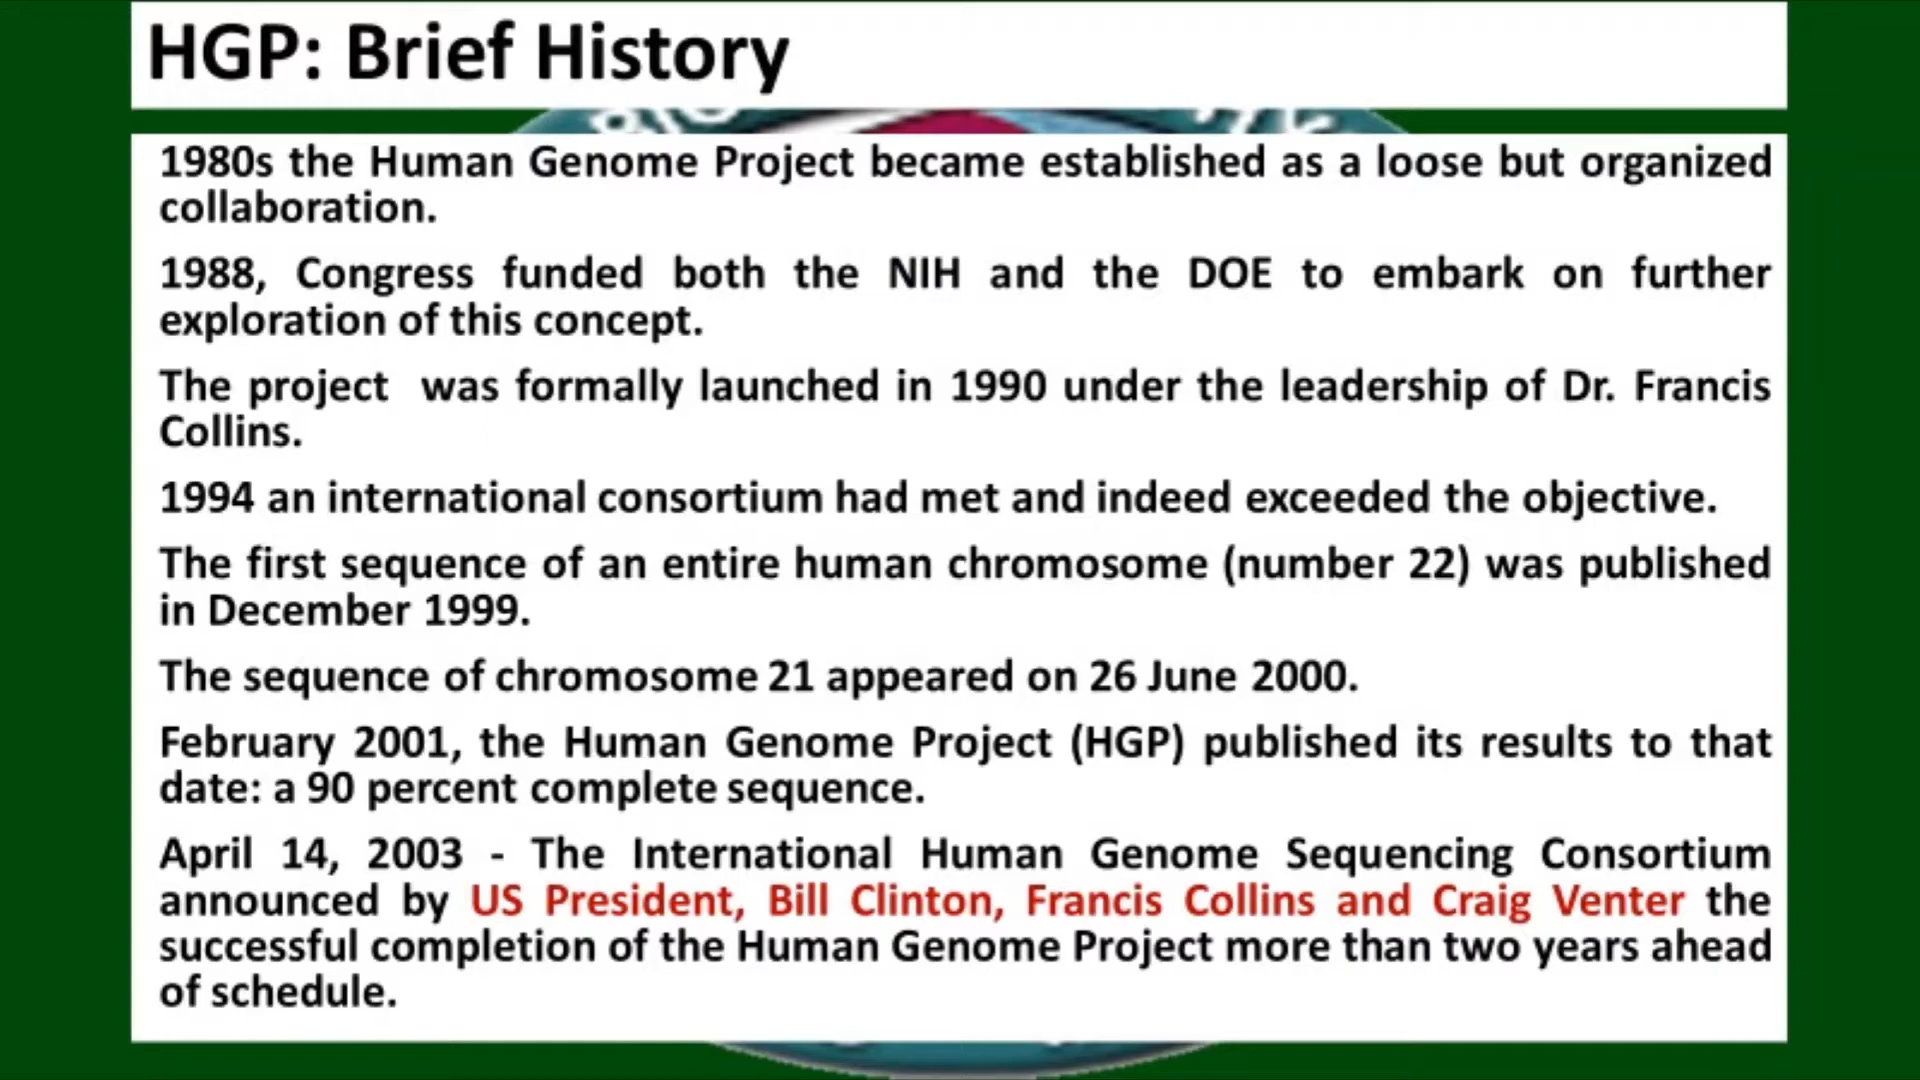 HGP: Brief History
1980s the Human Genome Project became established as a loose but organized
collaboration.
1988, Congress funded both the NIH and the DOE to embark on further
exploration of this concept.
The project was formally launched in 1990 under the leadership of Dr. Francis
Collins.
1994 an international consortium had met and indeed exceeded the objective.
The first sequence of an entire human chromosome (number 22) was published
in December 1999.
The sequence of chromosome 21 appeared on 26 June 2000.
February 2001, the Human Genome Project (HGP) published its results to that
date: a 90 percent complete sequence.
April 14, 2003 - The International Human Genome Sequencing Consortium
announced by US President, Bill Clinton, Francis Collins and Craig Venter the
successful completion of the Human Genome Project more than two years ahead
of schedule.